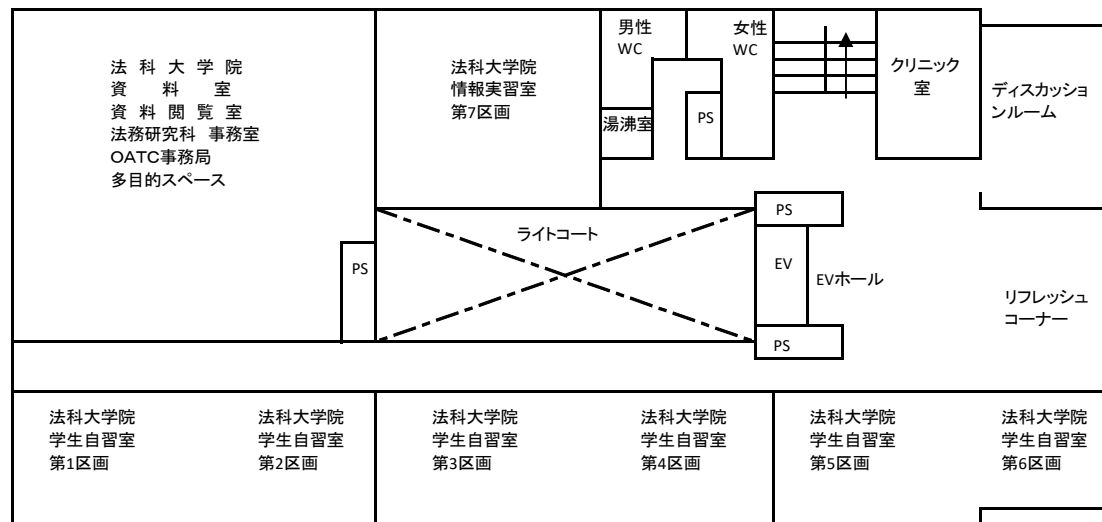 法 科 大 学 院
資 料 室
資 料 閲 覧 室
法務研究科 事務室
OATC事務局
多目的スペース
法科大学院
情報実習室
第7区画
男性
WC
女性
WC
湯沸室
PS
クリニック
室
ディスカッショ
ンルーム
PS
ライトコート
PS
EV
EVホール
リフレッシュ
コーナー
PS
法科大学院
学生自習室
第1区画
法科大学院
学生自習室
第2区画
法科大学院
学生自習室
第3区画
法科大学院
学生自習室
第4区画
法科大学院
学生自習室
第5区画
法科大学院
学生自習室
第6区画